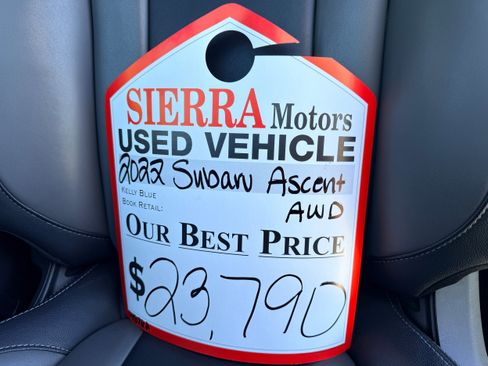 SIERRA Motors
USED VEHICLE
2022 Subaru Ascent
KELLY BLUE
BOOK RETAIL:
AWD
OUR BEST PRICE
$23,790